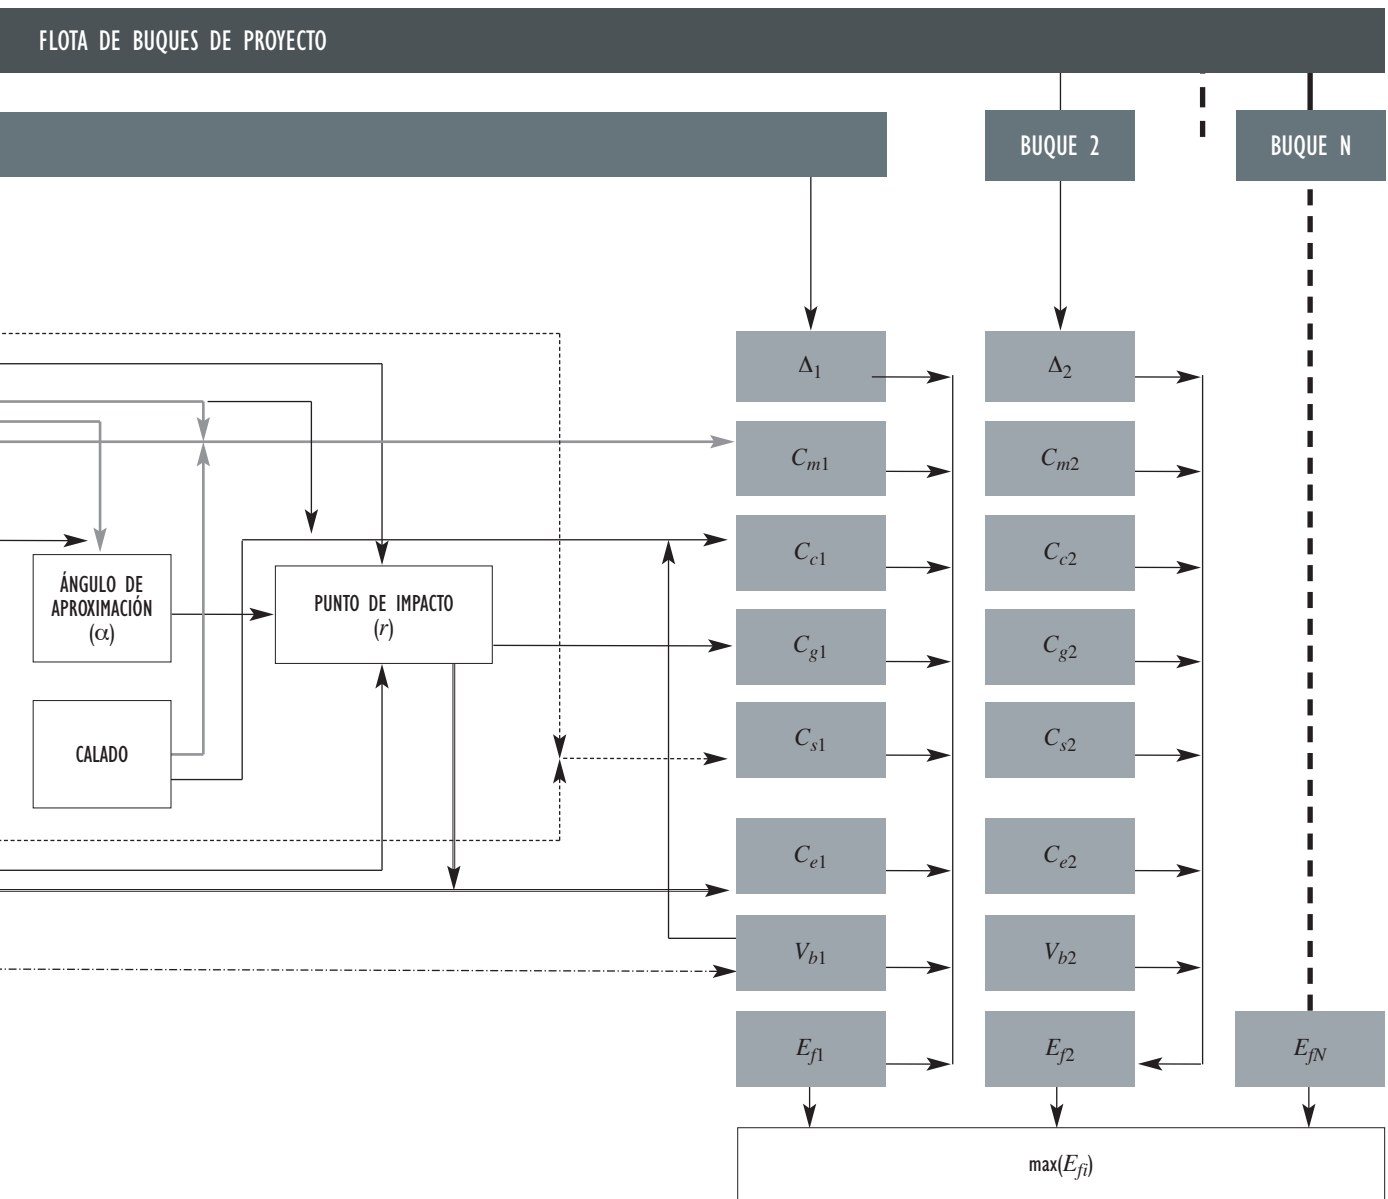 FLOTA DE BUQUES DE PROYECTO
BUQUE 2
BUQUE N
Δ1
Δ2
Cm1
Cm2
Cc1
Cc2
ÁNGULO DE
APROXIMACIÓN
(α)
PUNTO DE IMPACTO
(r)
Cg1
Cg2
CALADO
Cs1
Cs2
Ce1
Ce2
Vb1
Vb2
Ef1
Ef2
EfN
max(Efi)